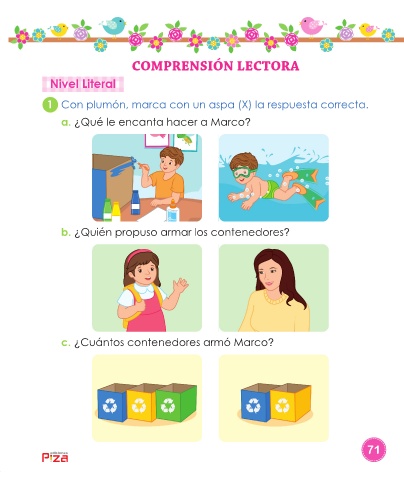 COMPRENSIÓN LECTORA
Nivel Literal
1 Con plumón, marca con un aspa (X) la respuesta correcta.
a. ¿Qué le encanta hacer a Marco?
b. ¿Quién propuso armar los contenedores?
c. ¿Cuántos contenedores armó Marco?
71